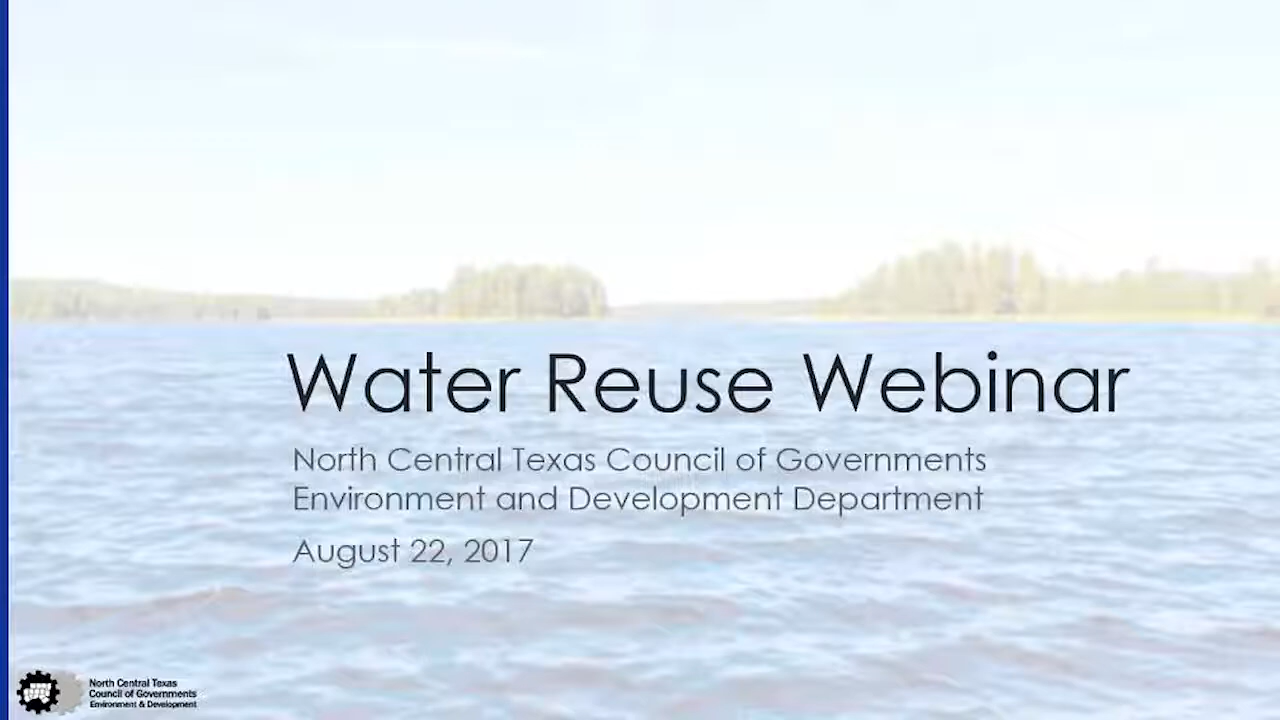 Water Reuse Webinar
North Central Texas Council of Governments
Environment and Development Department
August 22, 2017
North Central Texas
Council of Governments
Environment & Development